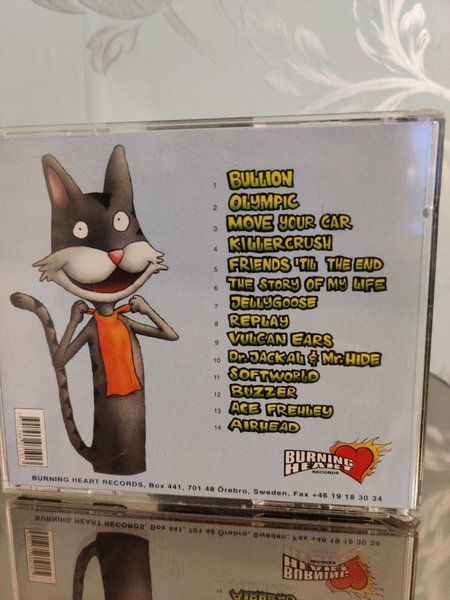 1 BULLION
2 OLYMPIC
3 MOVE YOUR CAR
4 KILLERCRUSH
5 FRIENDS 'TIL THE END
6 THE STORY OF MY LIFE
7 JELLYGOOSE
8 REPLAY
9 VULCAN EARS
10 Dr.JACKAL & Mr.HIDE
11 SOFTWORLD
12 BUZZER
13 ACE FREHLEY
14 AIRHEAD
BURNING
HEART
RECORDS
BURNING HEART RECORDS, Box 441, 701 48 Örebro, Sweden, Fax +46 19 18 30 34